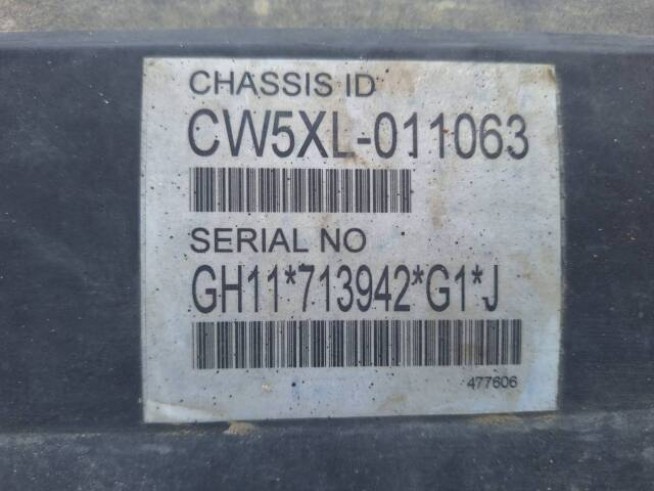 CHASSIS ID
CW5XL-011063
SERIAL NO
GH11*713942*G1*J
477606